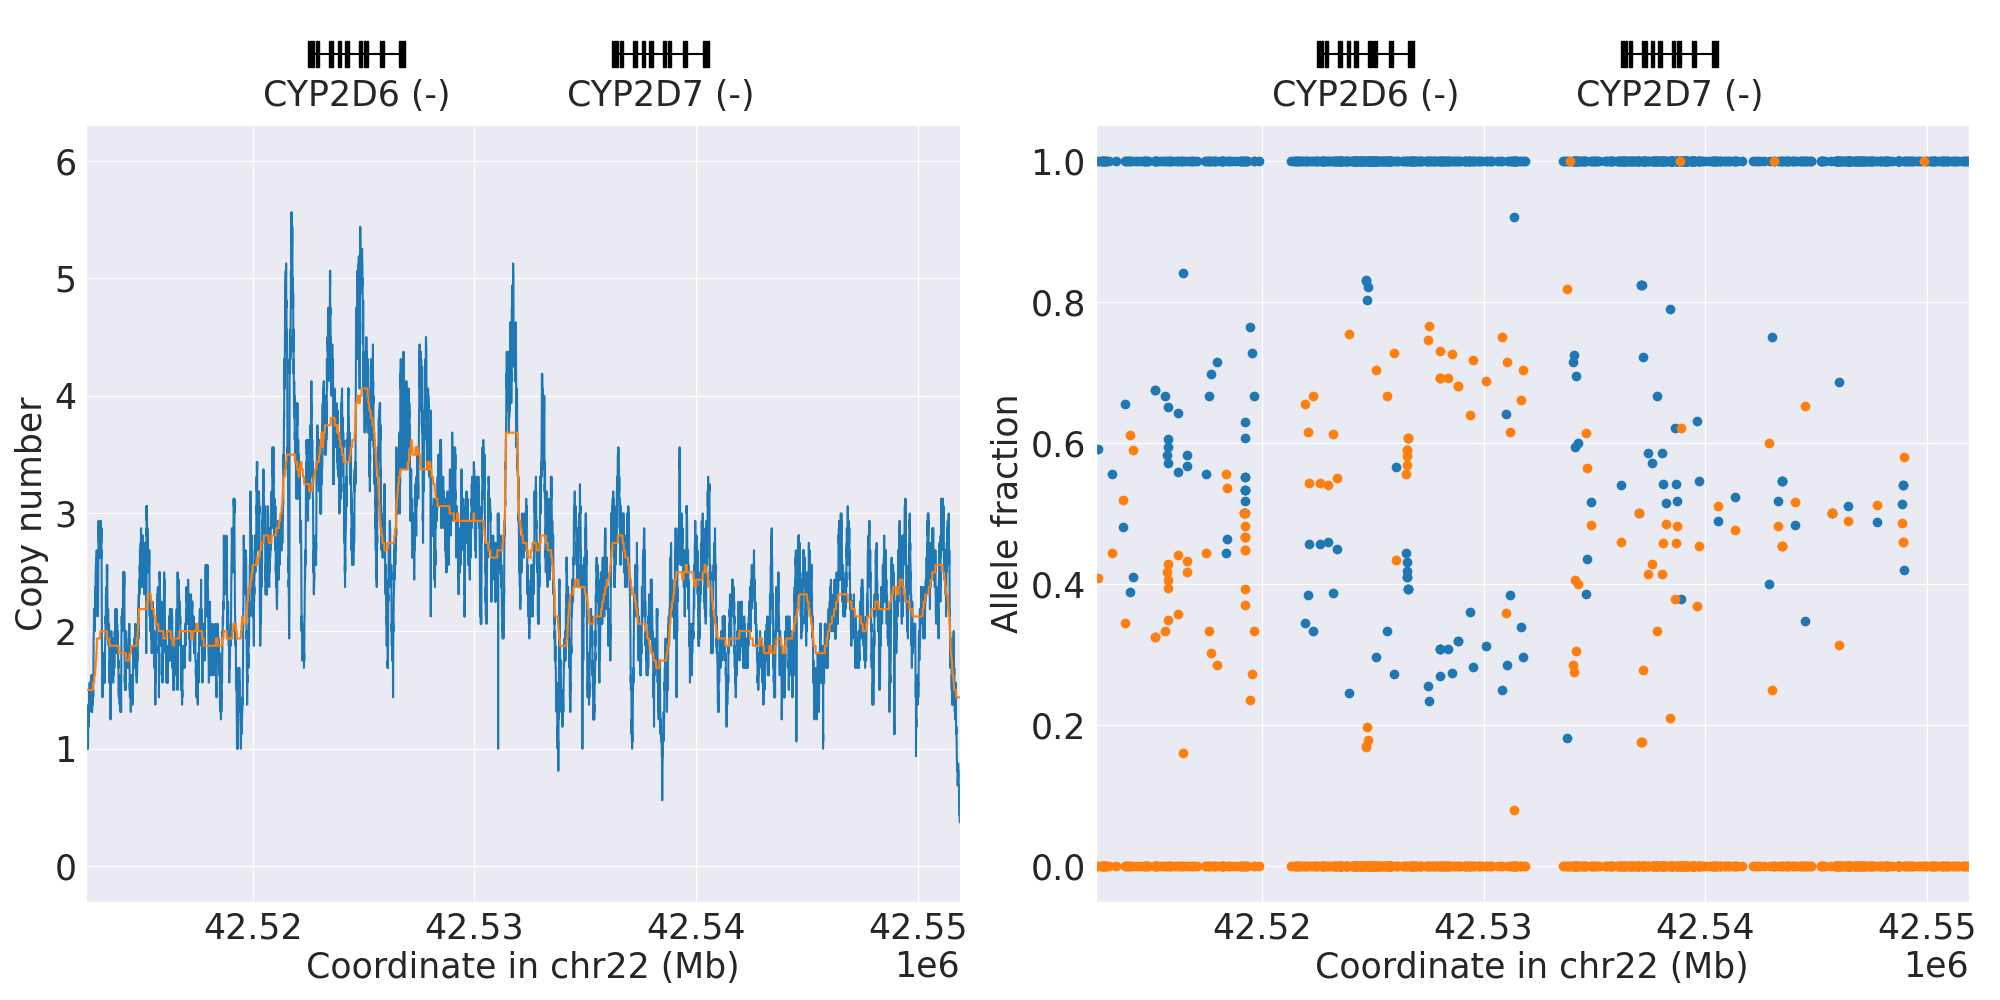 CYP2D6 (-) CYP2D7 (-)
6
5
4
3
2
1
0
Copy number
42.52 42.53 42.54 42.55
Coordinate in chr22 (Mb)
1e6
CYP2D6 (-) CYP2D7 (-)
1.0
0.8
0.6
0.4
0.2
0.0
Allele fraction
42.52 42.53 42.54 42.55
Coordinate in chr22 (Mb)
1e6